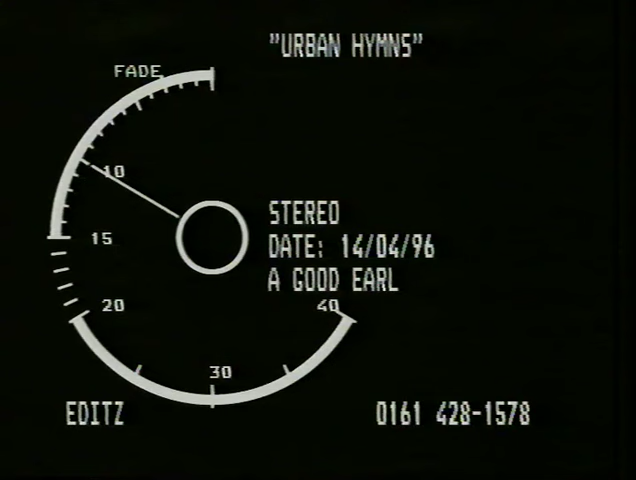 "URBAN HYMNS"
FADE
10
STEREO
15
DATE: 14/04/96
A GOOD EARL
20
40
30
EDITZ
0161 428-1578